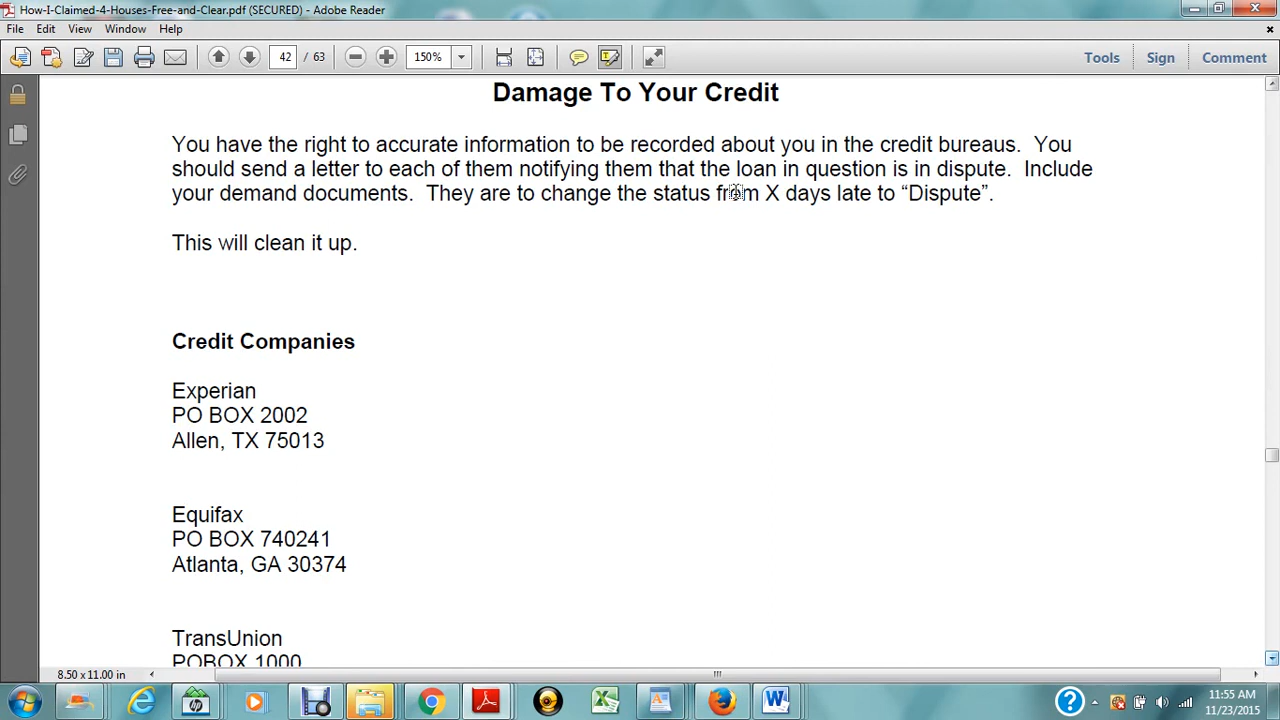 How-I-Claimed-4-Houses-Free-and-Clear.pdf (SECURED) - Adobe Reader
File Edit View Window Help
42 / 63 150% Tools Sign Comment
Damage To Your Credit
You have the right to accurate information to be recorded about you in the credit bureaus. You
should send a letter to each of them notifying them that the loan in question is in dispute. Include
your demand documents. They are to change the status from X days late to “Dispute”.
This will clean it up.
Credit Companies
Experian
PO BOX 2002
Allen, TX 75013
Equifax
PO BOX 740241
Atlanta, GA 30374
TransUnion
POBOX 1000
8.50 x 11.00 in
11:55 AM
11/23/2015